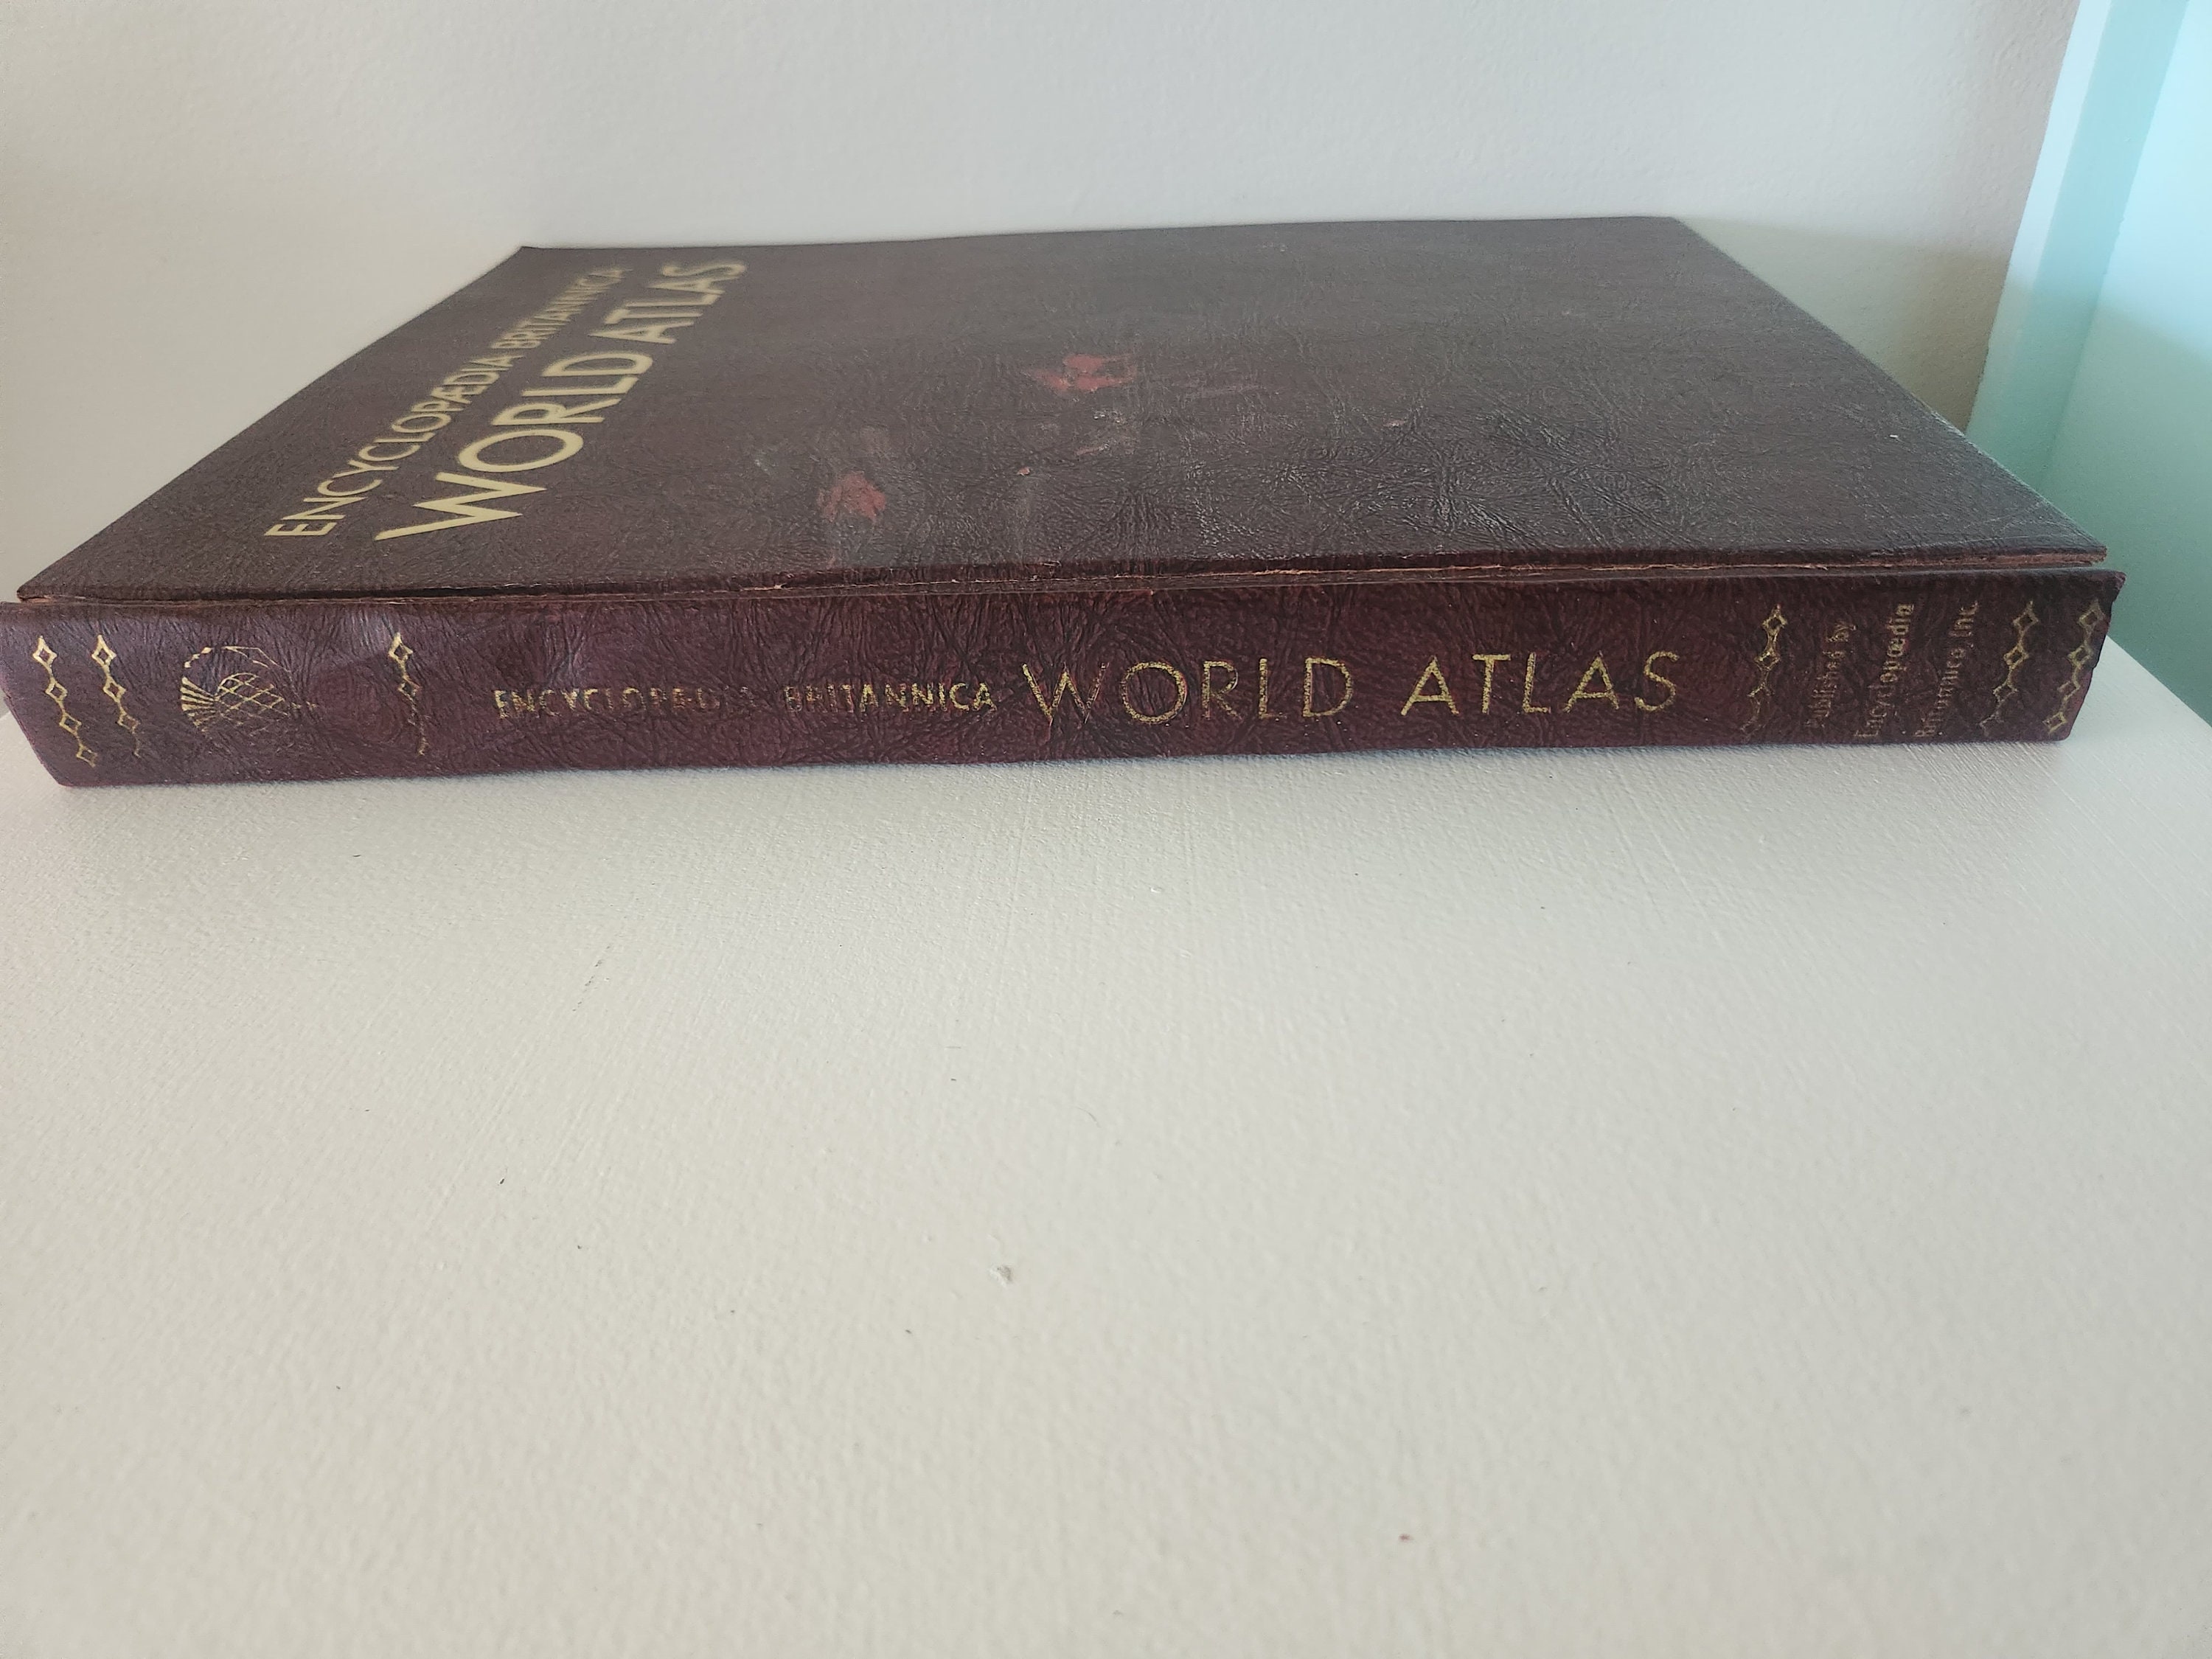 ENCYCLOPÆDIA BRITANNICA
WORLD ATLAS
ENCYCLOPÆDIA BRITANNICA WORLD ATLAS
Published by
Encyclopædia
Britannica, Inc.